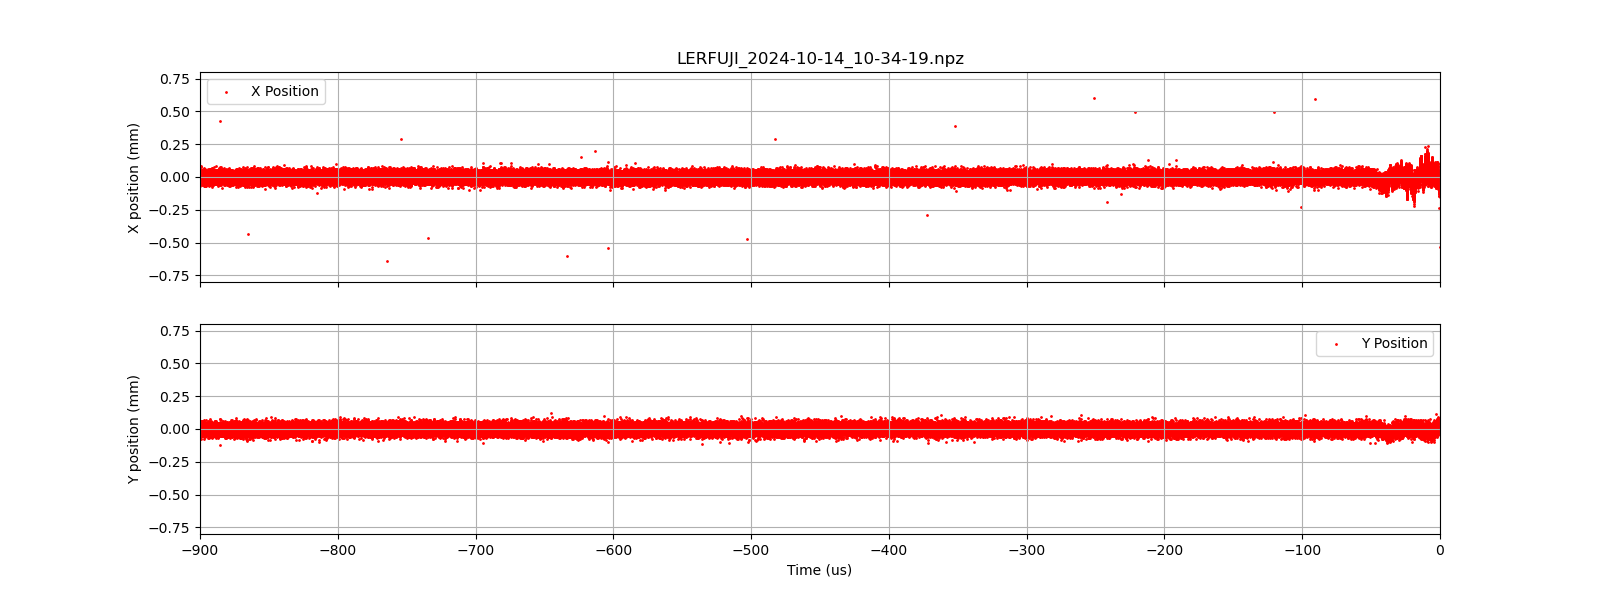 LERFUJI_2024-10-14_10-34-19.npz
0.75
0.50
0.25
0.00
−0.25
−0.50
−0.75
X position (mm)
X Position
0.75
0.50
0.25
0.00
−0.25
−0.50
−0.75
Y position (mm)
Y Position
−900 −800 −700 −600 −500 −400 −300 −200 −100 0
Time (us)